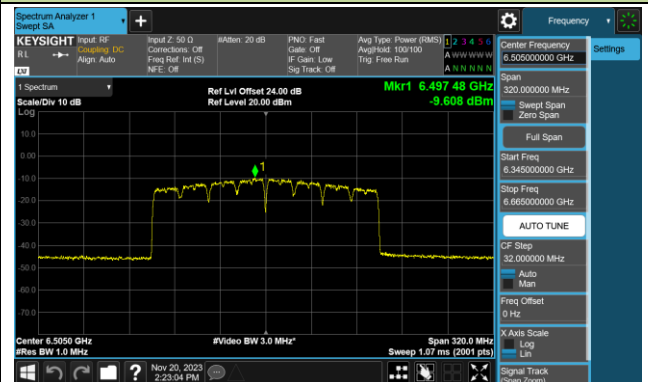 Spectrum Analyzer 1
Swept SA
Frequency
KEYSIGHT
Input: RF
Input Z: 50 Ω
#Atten: 20 dB
PNO: Fast
Avg Type: Power (RMS)
1 2 3 4 5 6
RL
Coupling: DC
Corrections: Off
Gate: Off
Avg|Hold: 100/100
A W W W W W
Align: Auto
Freq Ref: Int (S)
IF Gain: Low
Trig: Free Run
NFE: Off
Sig Track: Off
A N N N N N
LXI
1 Spectrum
Scale/Div 10 dB
Ref Lvl Offset 24.00 dB
Ref Level 20.00 dBm
Mkr1 6.497 48 GHz
-9.608 dBm
Log
10.0
0.00
-10.0
-20.0
-30.0
-40.0
-50.0
-60.0
-70.0
1
Center 6.5050 GHz
#Video BW 3.0 MHz*
Span 320.0 MHz
#Res BW 1.0 MHz
Sweep 1.07 ms (2001 pts)
Nov 20, 2023
2:23:04 PM
Center Frequency
6.505000000 GHz
Settings
Span
320.000000 MHz
Swept Span
Zero Span
Full Span
Start Freq
6.345000000 GHz
Stop Freq
6.665000000 GHz
AUTO TUNE
CF Step
32.000000 MHz
Auto
Man
Freq Offset
0 Hz
X Axis Scale
Log
Lin
Signal Track
(Span Zoom)